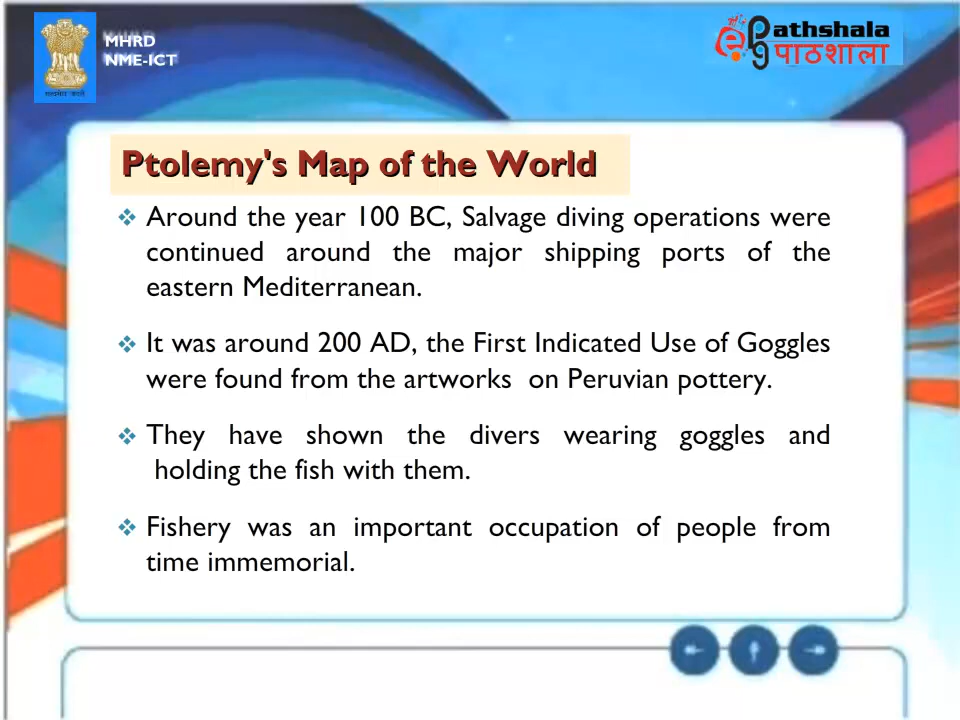 MHRD
NME-ICT
ePathshala
पाठशाला
Ptolemy's Map of the World
Around the year 100 BC, Salvage diving operations were
continued around the major shipping ports of the
eastern Mediterranean.
It was around 200 AD, the First Indicated Use of Goggles
were found from the artworks on Peruvian pottery.
They have shown the divers wearing goggles and
holding the fish with them.
Fishery was an important occupation of people from
time immemorial.